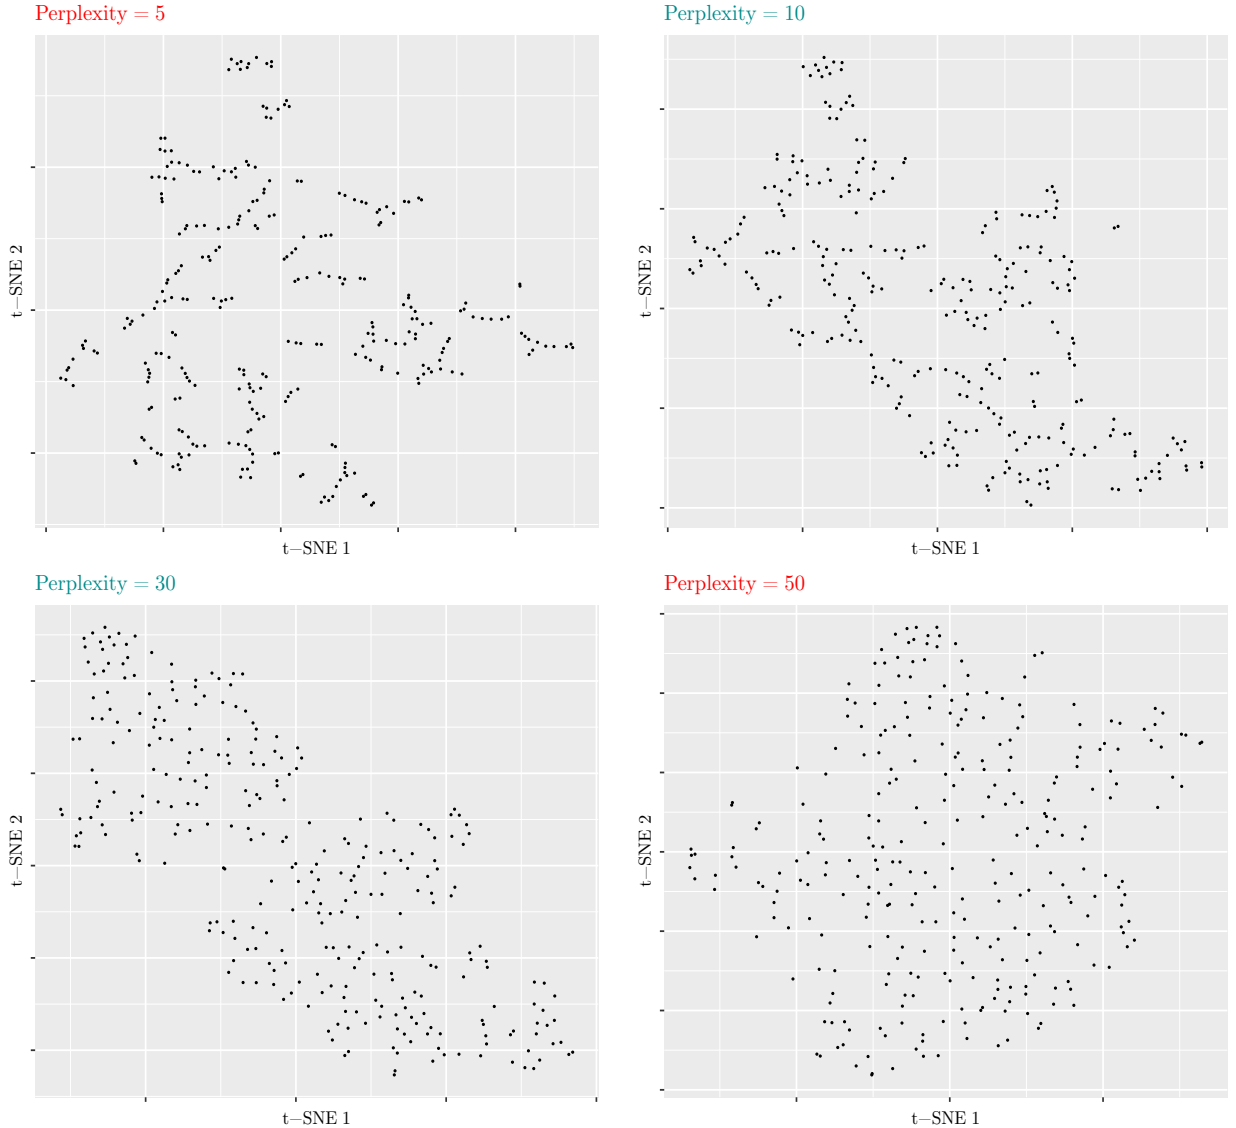 Perplexity = 5
Perplexity = 10
t−SNE 2
t−SNE 2
t−SNE 1
t−SNE 1
Perplexity = 30
Perplexity = 50
t−SNE 2
t−SNE 2
t−SNE 1
t−SNE 1